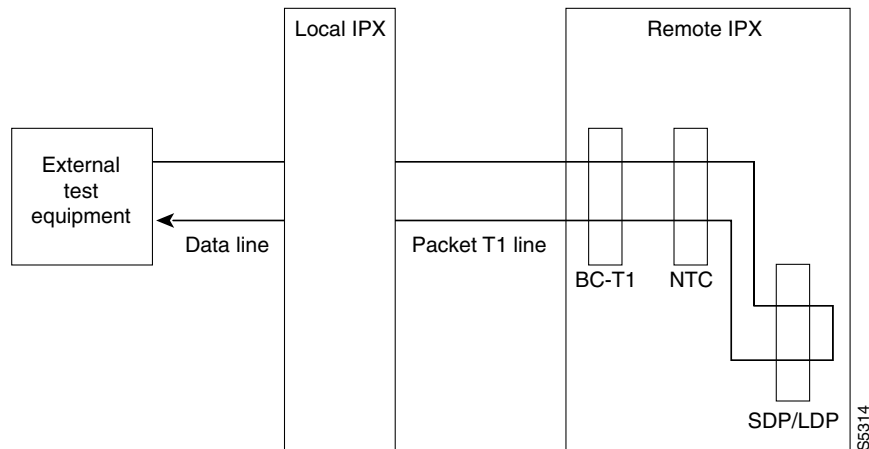 Local IPX
Remote IPX
External
test
equipment
Data line
Packet T1 line
BC-T1
NTC
SDP/LDP
S5314